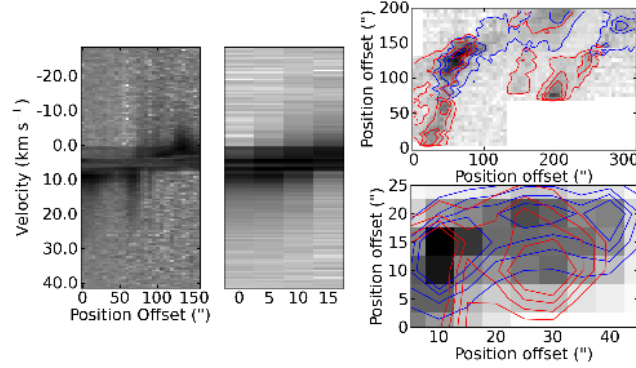 Velocity (km s⁻¹)
-20.0
-10.0
0.0
10.0
20.0
30.0
40.0
0 50 100 150
Position Offset (")
0 5 10 15
Position offset (")
200
150
100
50
0
0 100 200 300
Position offset (")
Position offset (")
25
20
15
10
5
0
10 20 30 40
Position offset (")